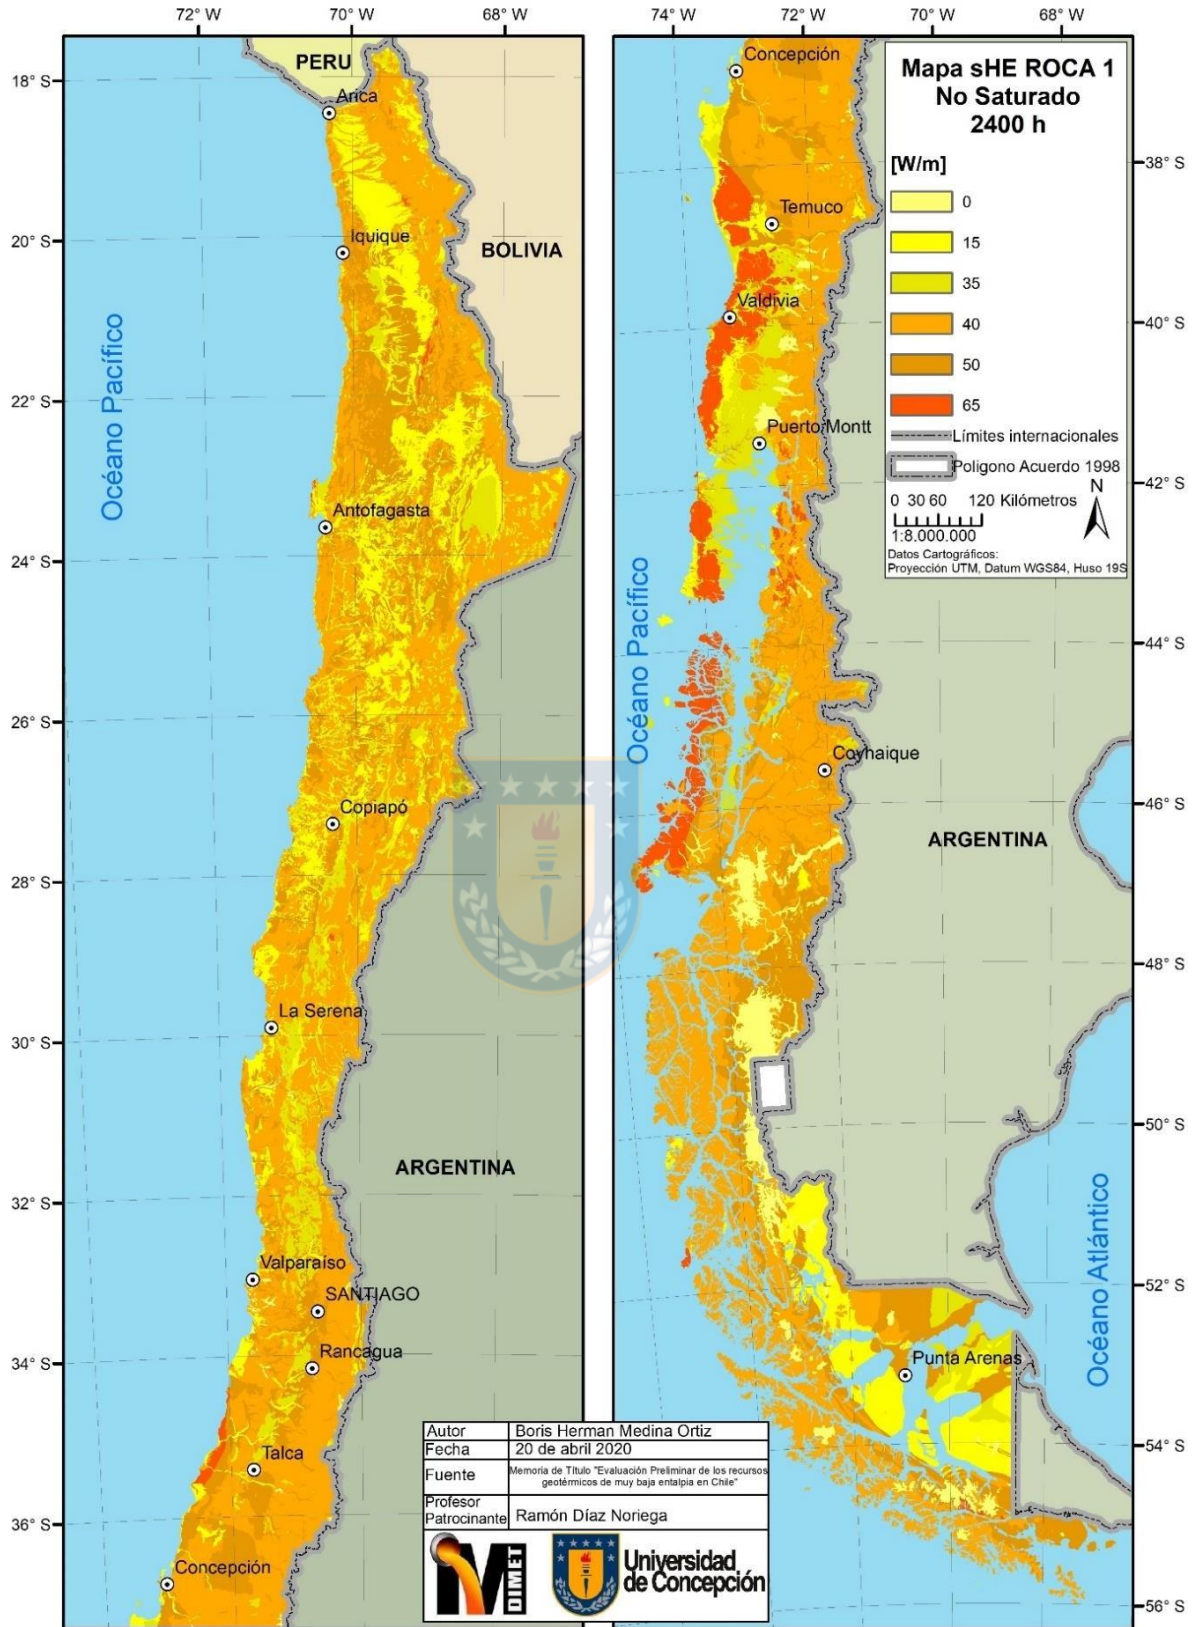 72° W
70° W
68° W
74° W
72° W
70° W
68° W
18° S
20° S
22° S
24° S
26° S
28° S
30° S
32° S
34° S
36° S
PERU
Arica
Iquique
BOLIVIA
Océano Pacífico
Antofagasta
Copiapó
La Serena
ARGENTINA
Valparaíso
SANTIAGO
Rancagua
Talca
Concepción
Concepción
Temuco
Valdivia
Puerto Montt
Océano Pacífico
Coyhaique
ARGENTINA
Océano Atlántico
Punta Arenas
38° S
40° S
42° S
44° S
46° S
48° S
50° S
52° S
54° S
56° S
Mapa sHE ROCA 1
No Saturado
2400 h
[W/m]
0
15
35
40
50
65
Límites internacionales
Poligono Acuerdo 1998
N
0 30 60 120 Kilómetros
1:8.000.000
Datos Cartográficos:
Proyección UTM, Datum WGS84, Huso 19S
Autor Boris Herman Medina Ortiz
Fecha 20 de abril 2020
Fuente Memoria de Título "Evaluación Preliminar de los recursos
geotérmicos de muy baja entalpia en Chile"
Profesor
Patrocinante Ramón Díaz Noriega
DIMET
Universidad
de Concepción